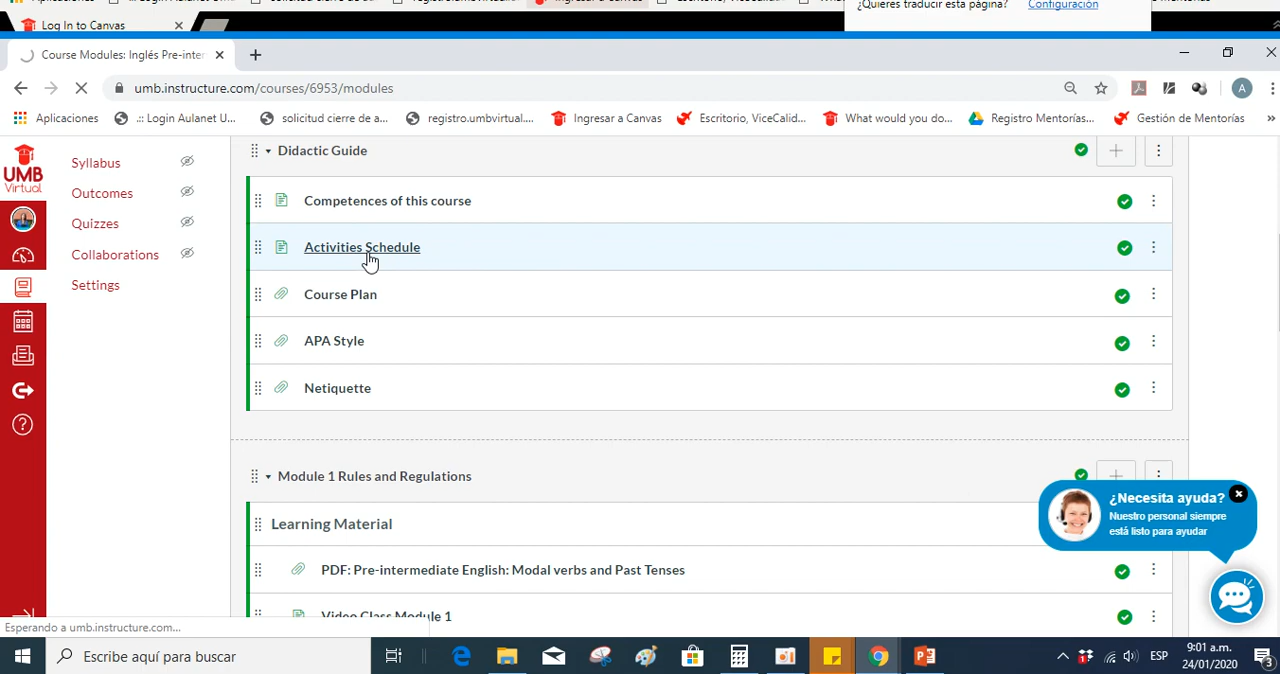 ¿Quieres traducir esta página? Configuración
Log In to Canvas
Course Modules: Inglés Pre-inter
umb.instructure.com/courses/6953/modules
Aplicaciones .:: Login Aulanet U... solicitud cierre de a... registro.umbvirtual.... Ingresar a Canvas Escritorio, ViceCalid... What would you do... Registro Mentorías... Gestión de Mentorías »
UMB
Virtual
Syllabus
Outcomes
Quizzes
Collaborations
Settings
Didactic Guide
Competences of this course
Activities Schedule
Course Plan
APA Style
Netiquette
Module 1 Rules and Regulations
Learning Material
PDF: Pre-intermediate English: Modal verbs and Past Tenses
Video Class Module 1
¿Necesita ayuda?
Nuestro personal siempre
está listo para ayudar
Esperando a umb.instructure.com...
Escribe aquí para buscar
ESP
9:01 a.m.
24/01/2020
3